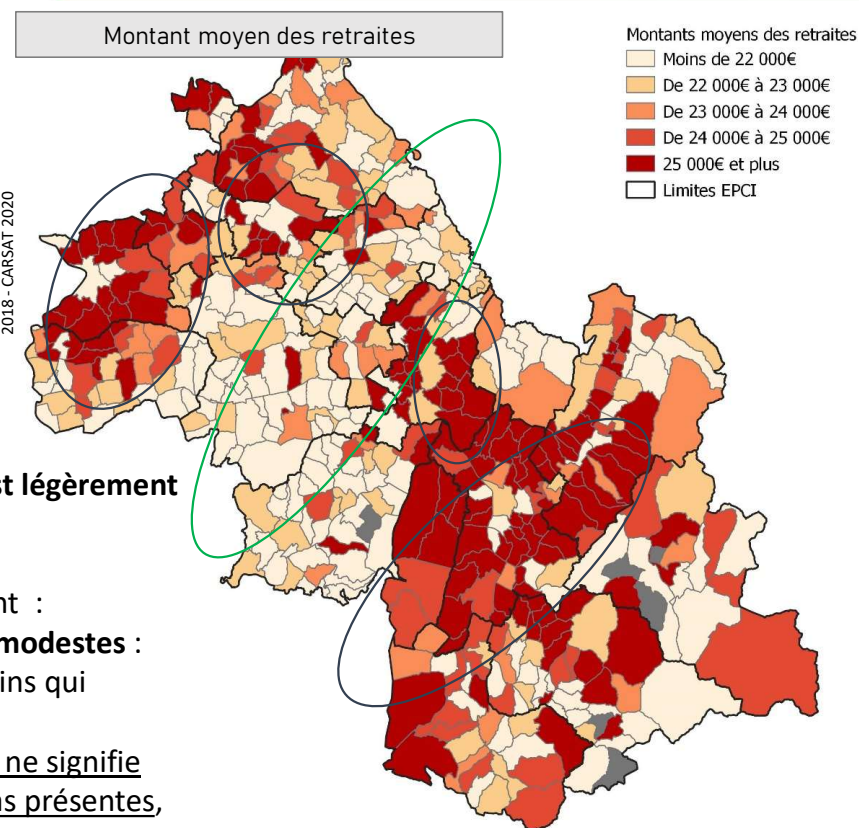 Montant moyen des retraites
Montants moyens des retraites
Moins de 22 000€
De 22 000€ à 23 000€
De 23 000€ à 24 000€
De 24 000€ à 25 000€
25 000€ et plus
Limites EPCI
2018 - CARSAT 2020
st légèrement
nt :
modestes :
ins qui
ne signifie
ns présentes,